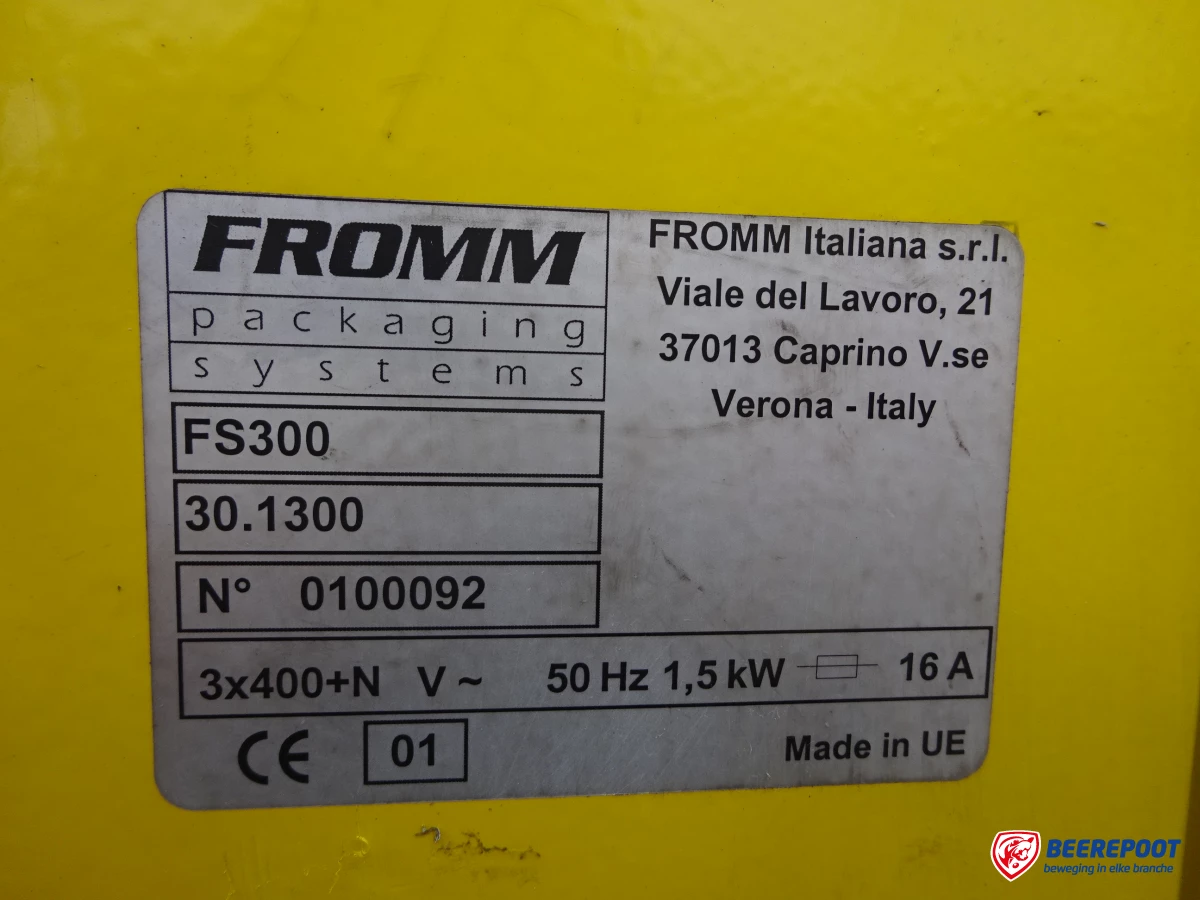 FROMM
packaging
systems
FROMM Italiana s.r.l.
Viale del Lavoro, 21
37013 Caprino V.se
Verona - Italy
FS300
30.1300
N° 0100092
3x400+N V ~ 50 Hz 1,5 kW 16 A
CE 01 Made in UE
BEEREPOOT
beweging in elke branche